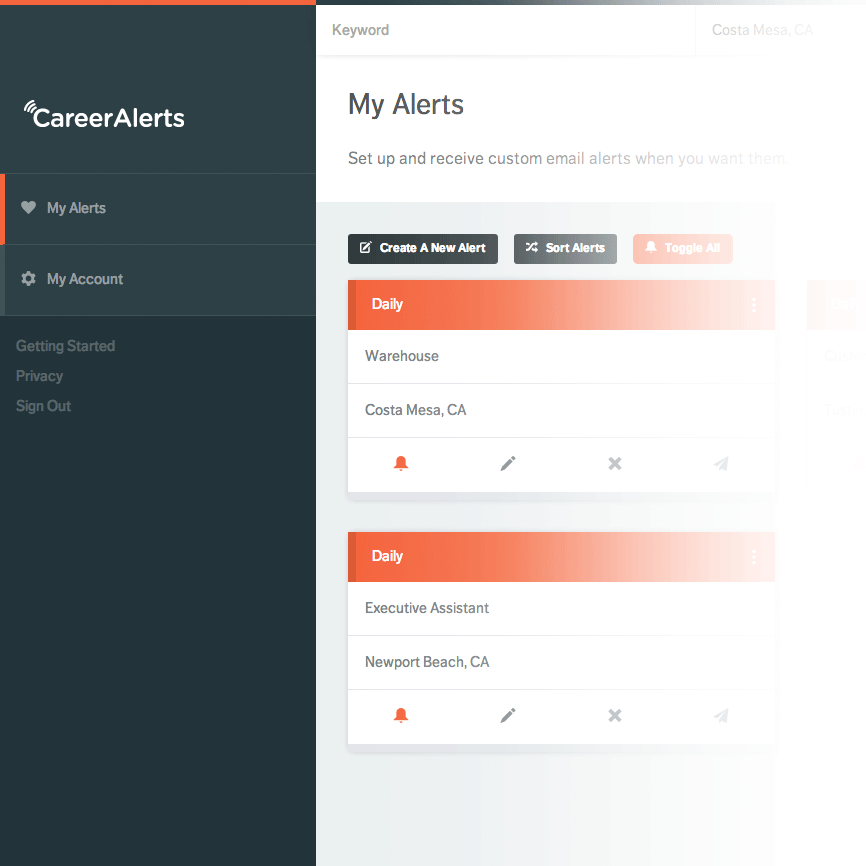 Keyword
Costa Mesa, CA
CareerAlerts
My Alerts
My Account
Getting Started
Privacy
Sign Out
My Alerts
Set up and receive custom email alerts when you want them.
Create A New Alert
Sort Alerts
Toggle All
Daily
Warehouse
Costa Mesa, CA
Daily
Executive Assistant
Newport Beach, CA